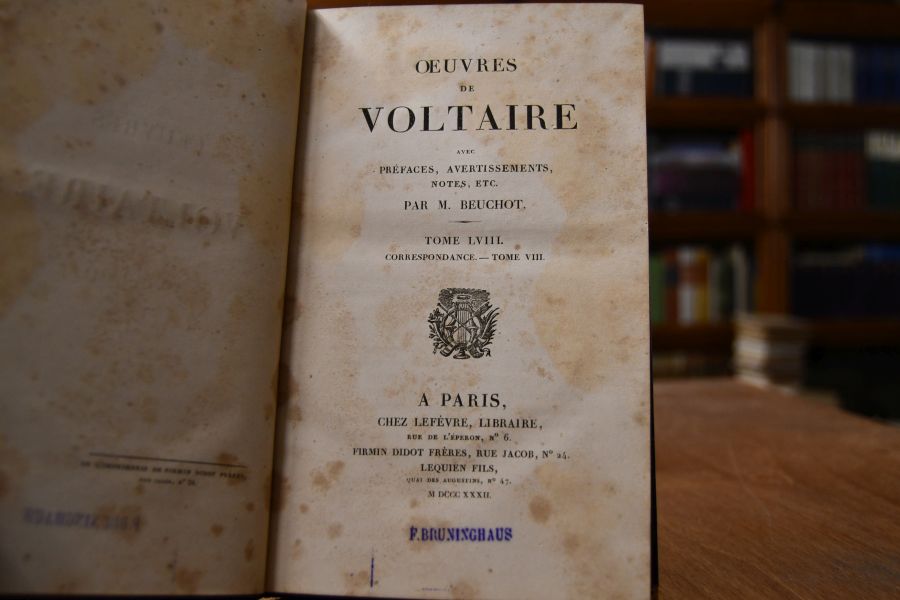 OEUVRES
DE
VOLTAIRE
AVEC
PRÉFACES, AVERTISSEMENTS,
NOTES, ETC.
PAR M. BEUCHOT.
TOME LVIII.
CORRESPONDANCE. — TOME VIII.
A PARIS,
CHEZ LEFÈVRE, LIBRAIRE,
RUE DE L'ÉPERON, Nº 6.
FIRMIN DIDOT FRÈRES, RUE JACOB, Nº 24.
LEQUIEN FILS,
QUAI DES AUGUSTINS, Nº 47.
M DCCC XXXII.
F. BRUNINGHAUS